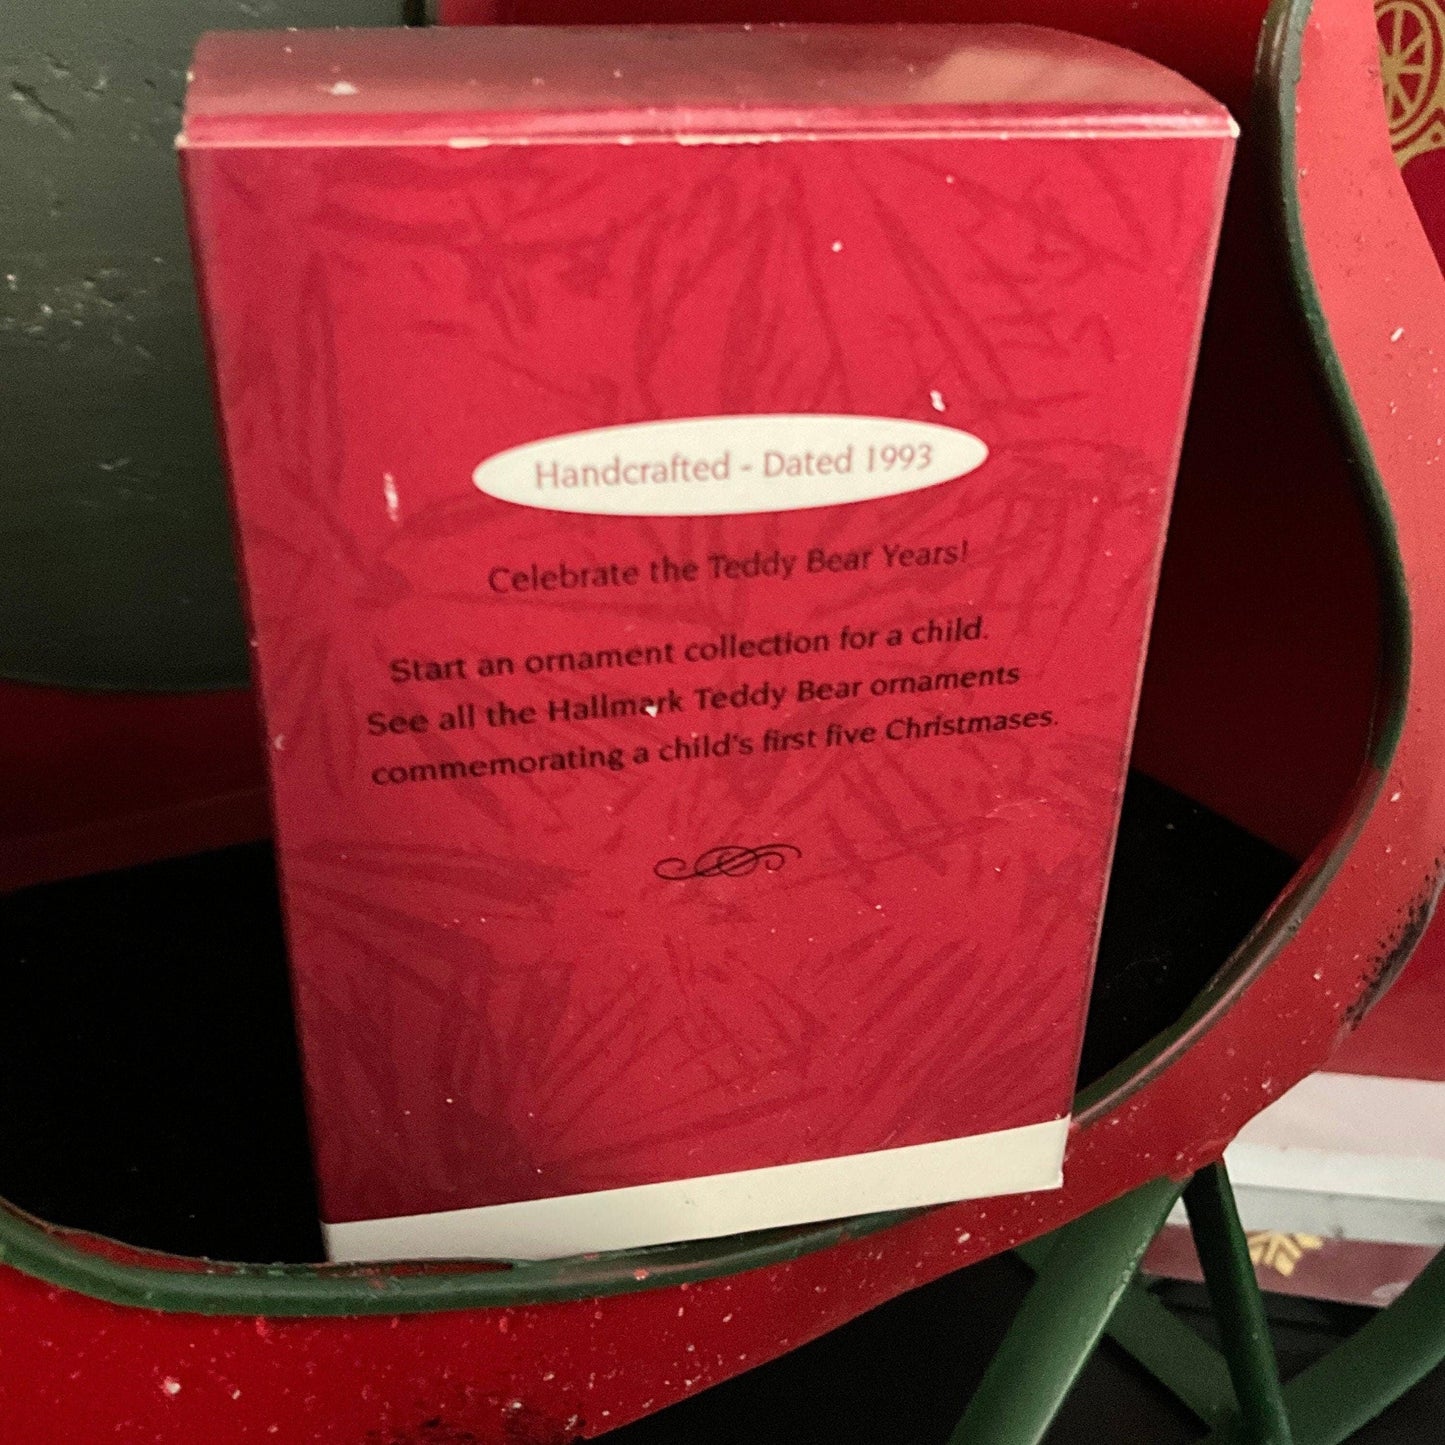 Handcrafted - Dated 1993
Celebrate the Teddy Bear Years!
Start an ornament collection for a child.
See all the Hallmark Teddy Bear ornaments
commemorating a child's first five Christmases.